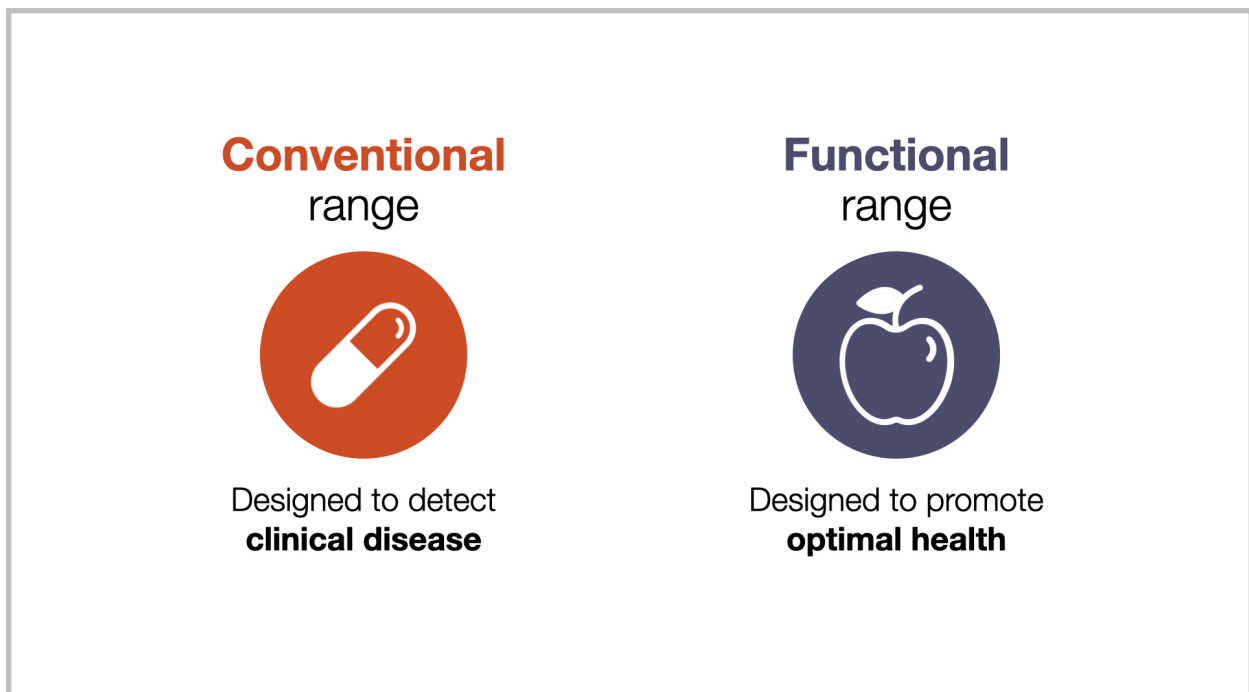 Conventional
range
Designed to detect
clinical disease
Functional
range
Designed to promote
optimal health